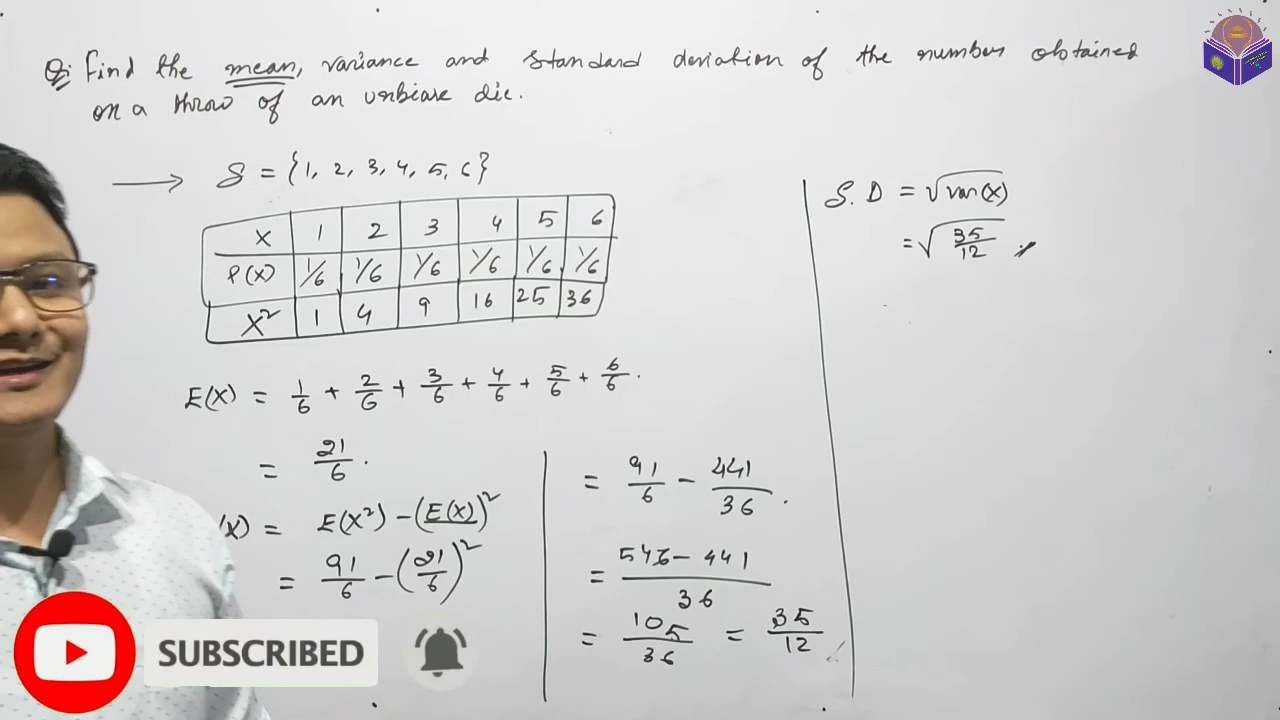 Q: Find the mean, variance and standard deviation of the number obtained
on a throw of an unbiase die.
S = {1, 2, 3, 4, 5, 6}
X 1 2 3 4 5 6
P(X) 1/6 1/6 1/6 1/6 1/6 1/6
X² 1 4 9 16 25 36
E(X) = 1/6 + 2/6 + 3/6 + 4/6 + 5/6 + 6/6.
= 21/6.
(X) = E(X²) - (E(X))²
= 91/6 - (21/6)²
= 91/6 - 441/36.
= 546 - 441/36
= 105/36 = 35/12
S.D = √var(X)
= √35/12
SUBSCRIBED